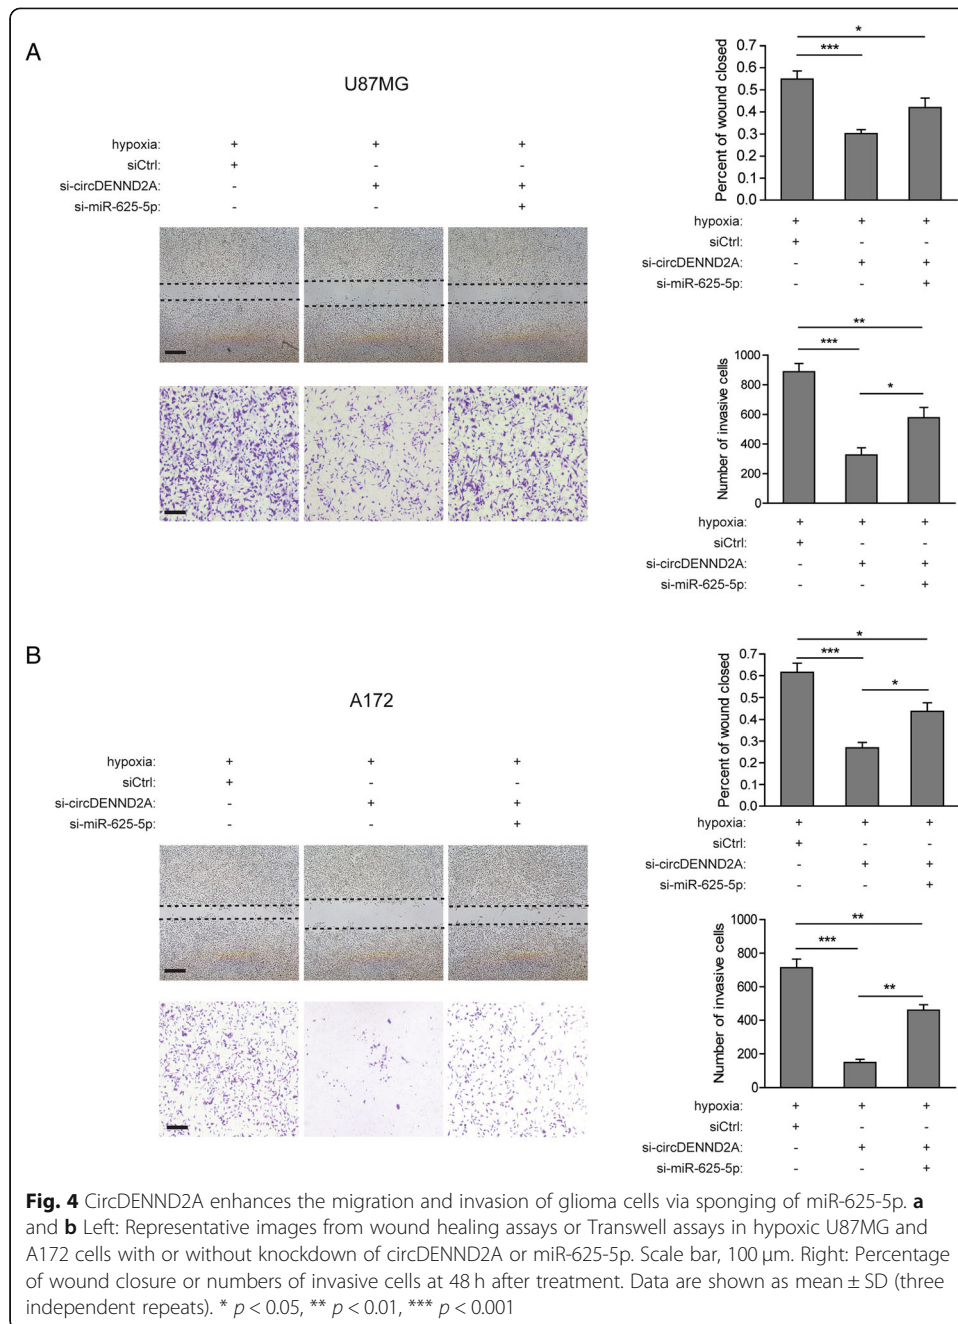 A
U87MG
hypoxia: + + +
siCtrl: + - -
si-circDENND2A: - + +
si-miR-625-5p: - - +
* 
***
Percent of wound closed
0.7
0.6
0.5
0.4
0.3
0.2
0.1
0.0
hypoxia: + + +
siCtrl: + - -
si-circDENND2A: - + +
si-miR-625-5p: - - +
**
***
*
Number of invasive cells
1000
800
600
400
200
0
hypoxia: + + +
siCtrl: + - -
si-circDENND2A: - + +
si-miR-625-5p: - - +
B
A172
hypoxia: + + +
siCtrl: + - -
si-circDENND2A: - + +
si-miR-625-5p: - - +
*
***
*
Percent of wound closed
0.7
0.6
0.5
0.4
0.3
0.2
0.1
0.0
hypoxia: + + +
siCtrl: + - -
si-circDENND2A: - + +
si-miR-625-5p: - - +
**
***
**
Number of invasive cells
1000
800
600
400
200
0
hypoxia: + + +
siCtrl: + - -
si-circDENND2A: - + +
si-miR-625-5p: - - +
Fig. 4 CircDENND2A enhances the migration and invasion of glioma cells via sponging of miR-625-5p. a
and b Left: Representative images from wound healing assays or Transwell assays in hypoxic U87MG and
A172 cells with or without knockdown of circDENND2A or miR-625-5p. Scale bar, 100 μm. Right: Percentage
of wound closure or numbers of invasive cells at 48 h after treatment. Data are shown as mean ± SD (three
independent repeats). * p < 0.05, ** p < 0.01, *** p < 0.001